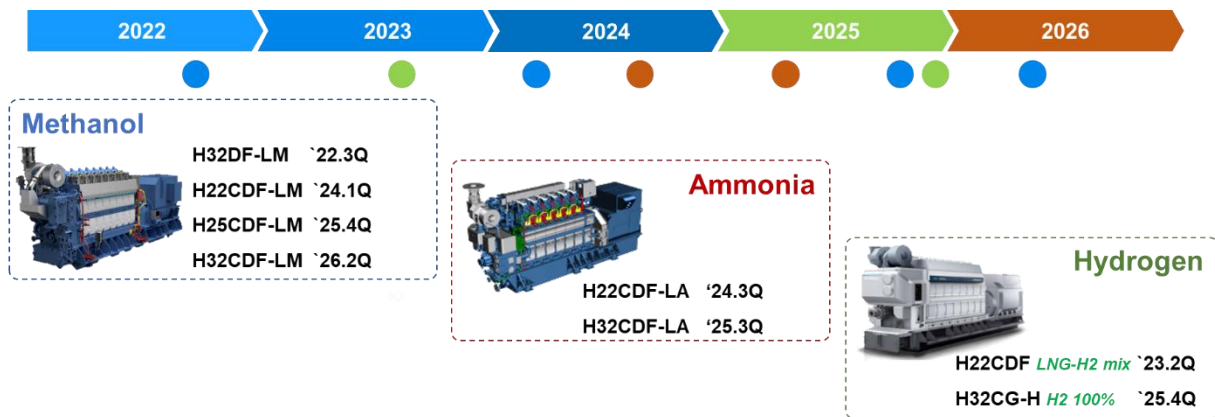 2022 2023 2024 2025 2026
Methanol
H32DF-LM `22.3Q
H22CDF-LM `24.1Q
H25CDF-LM `25.4Q
H32CDF-LM `26.2Q
Ammonia
H22CDF-LA ‘24.3Q
H32CDF-LA ‘25.3Q
Hydrogen
H22CDF LNG-H2 mix `23.2Q
H32CG-H H2 100% `25.4Q